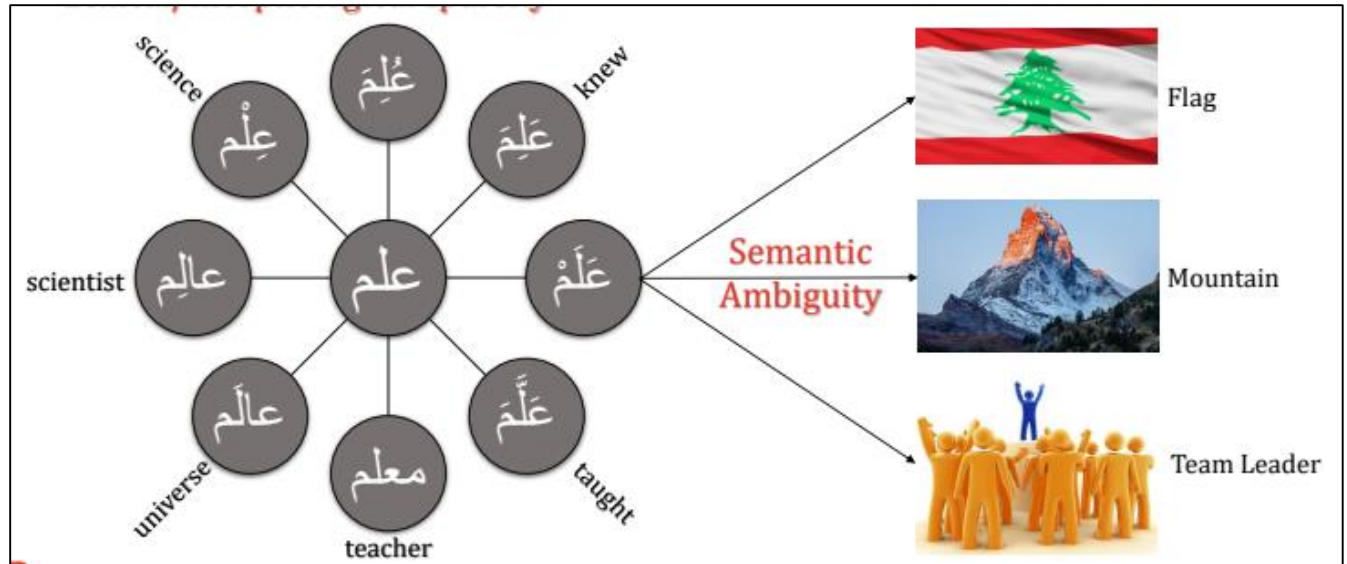 عُلِمَ
science
knew
عِلْم
عَلِمَ
scientist
عالِم
علم
عَلَمْ
عالَم
عَلَّمَ
universe
معلم
taught
teacher
Semantic
Ambiguity
Flag
Mountain
Team Leader